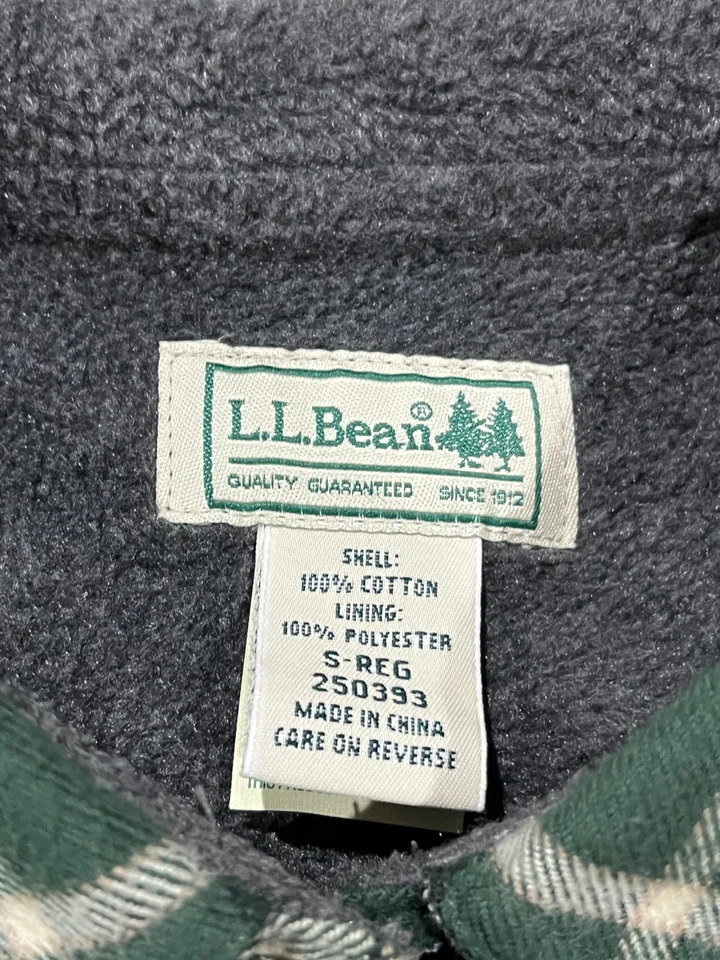 L.L.Bean®
QUALITY GUARANTEED SINCE 1912
SHELL:
100% COTTON
LINING:
100% POLYESTER
S-REG
250393
MADE IN CHINA
CARE ON REVERSE